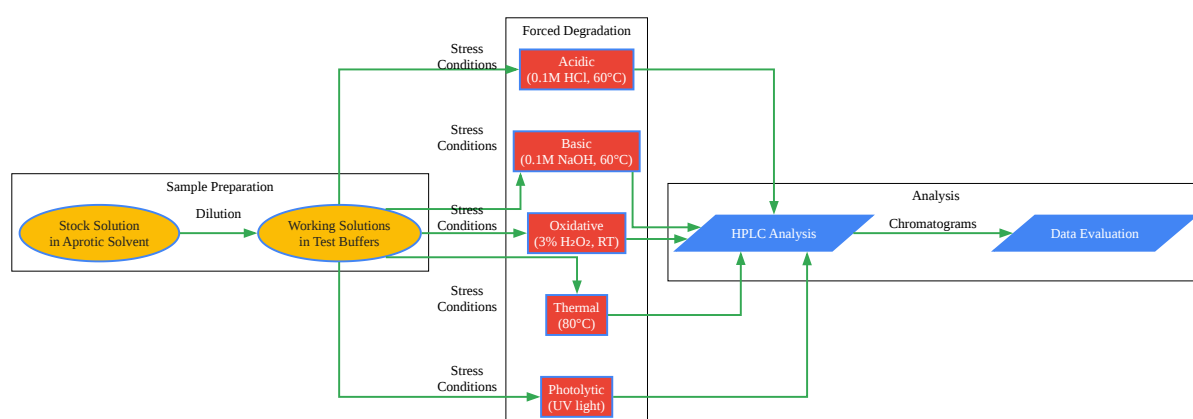 Forced Degradation
Stress
Conditions
Acidic
(0.1M HCl, 60°C)
Stress
Conditions
Basic
(0.1M NaOH, 60°C)
Sample Preparation
Stock Solution
in Aprotic Solvent
Dilution
Working Solutions
in Test Buffers
Stress
Conditions
Oxidative
(3% H₂O₂, RT)
Analysis
HPLC Analysis
Chromatograms
Data Evaluation
Stress
Conditions
Thermal
(80°C)
Stress
Conditions
Photolytic
(UV light)